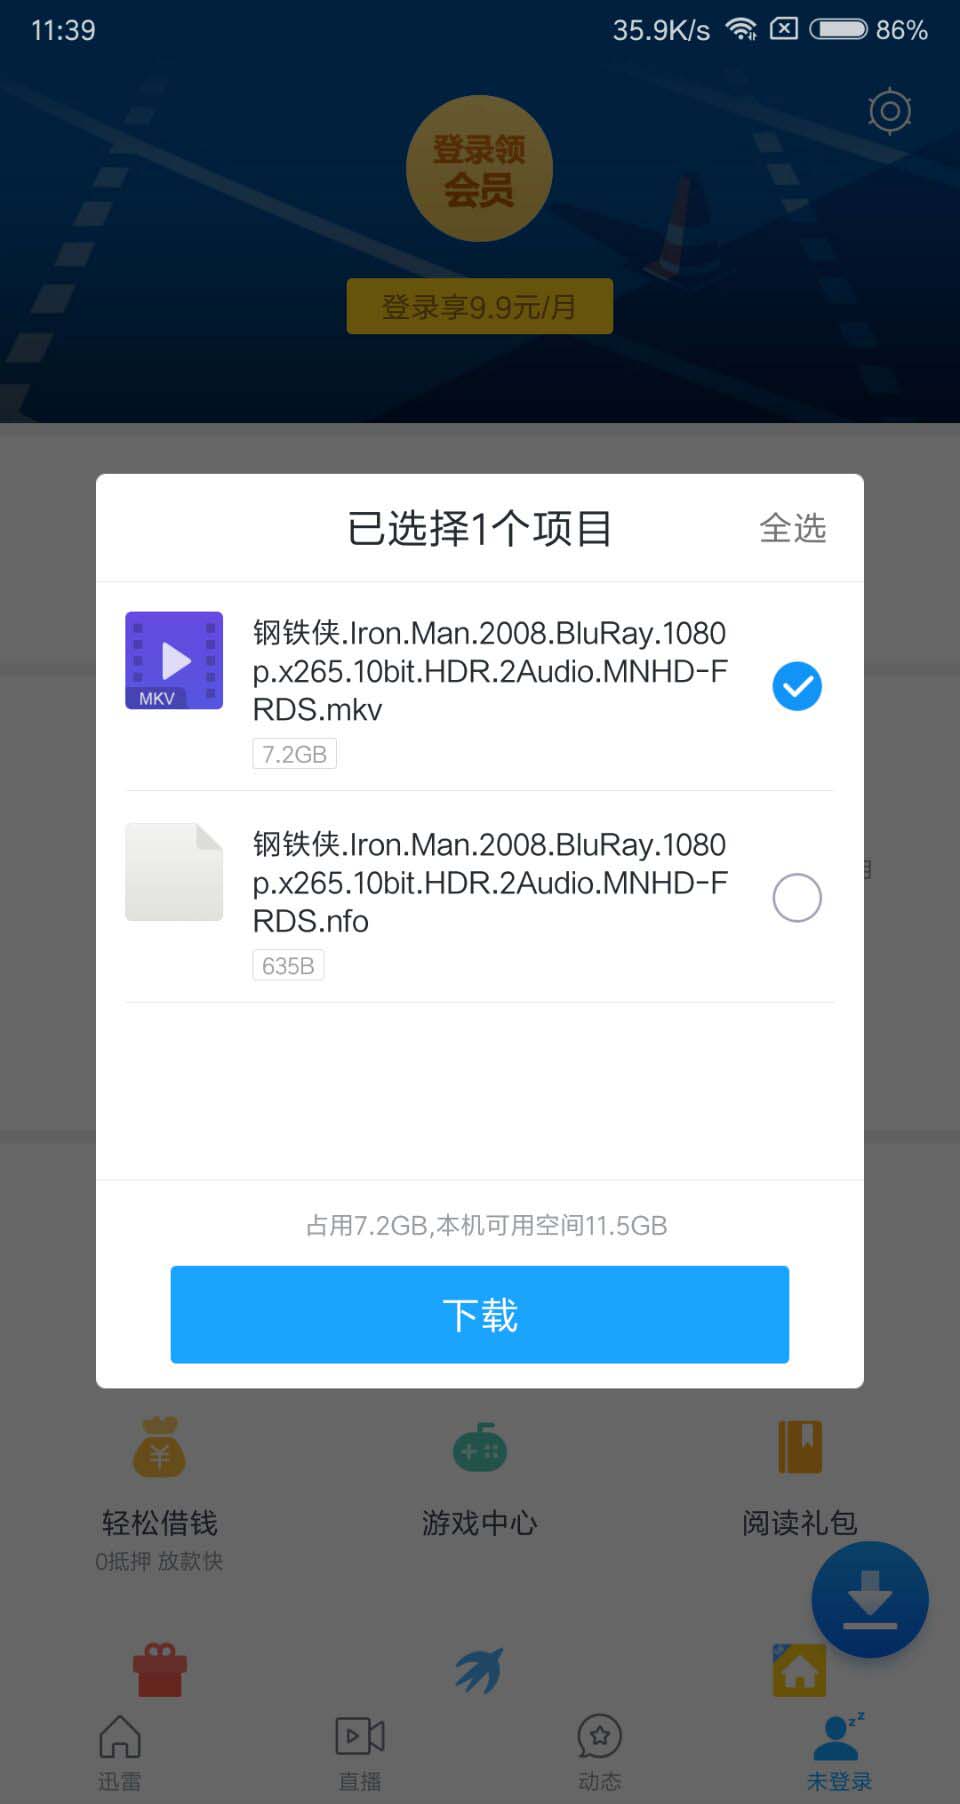 11:39
35.9K/s
86%
登录领
会员
登录享9.9元/月
已选择1个项目
全选
钢铁侠.Iron.Man.2008.BluRay.1080
p.x265.10bit.HDR.2Audio.MNHD-F
RDS.mkv
MKV
7.2GB
钢铁侠.Iron.Man.2008.BluRay.1080
p.x265.10bit.HDR.2Audio.MNHD-F
RDS.nfo
635B
占用7.2GB,本机可用空间11.5GB
下载
轻松借钱
0抵押 放款快
游戏中心
阅读礼包
迅雷
直播
动态
未登录